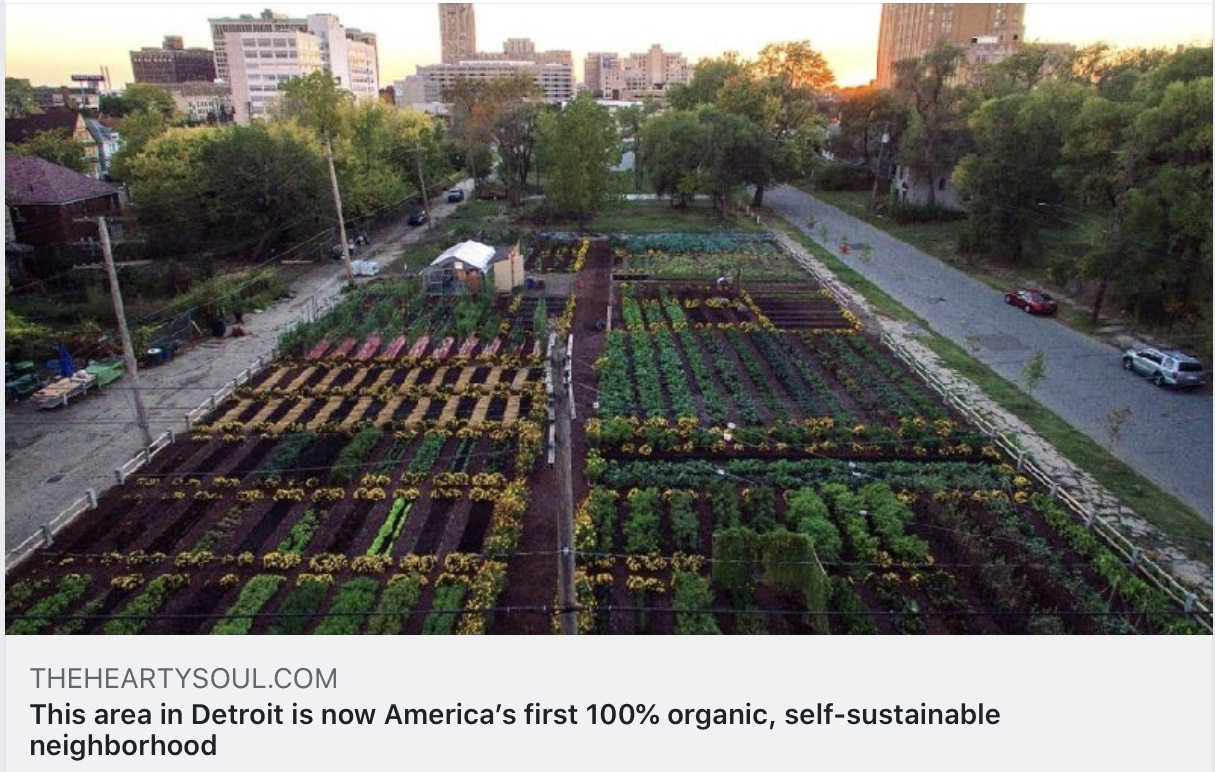 THEHEARTYSOUL.COM
This area in Detroit is now America’s first 100% organic, self-sustainable
neighborhood